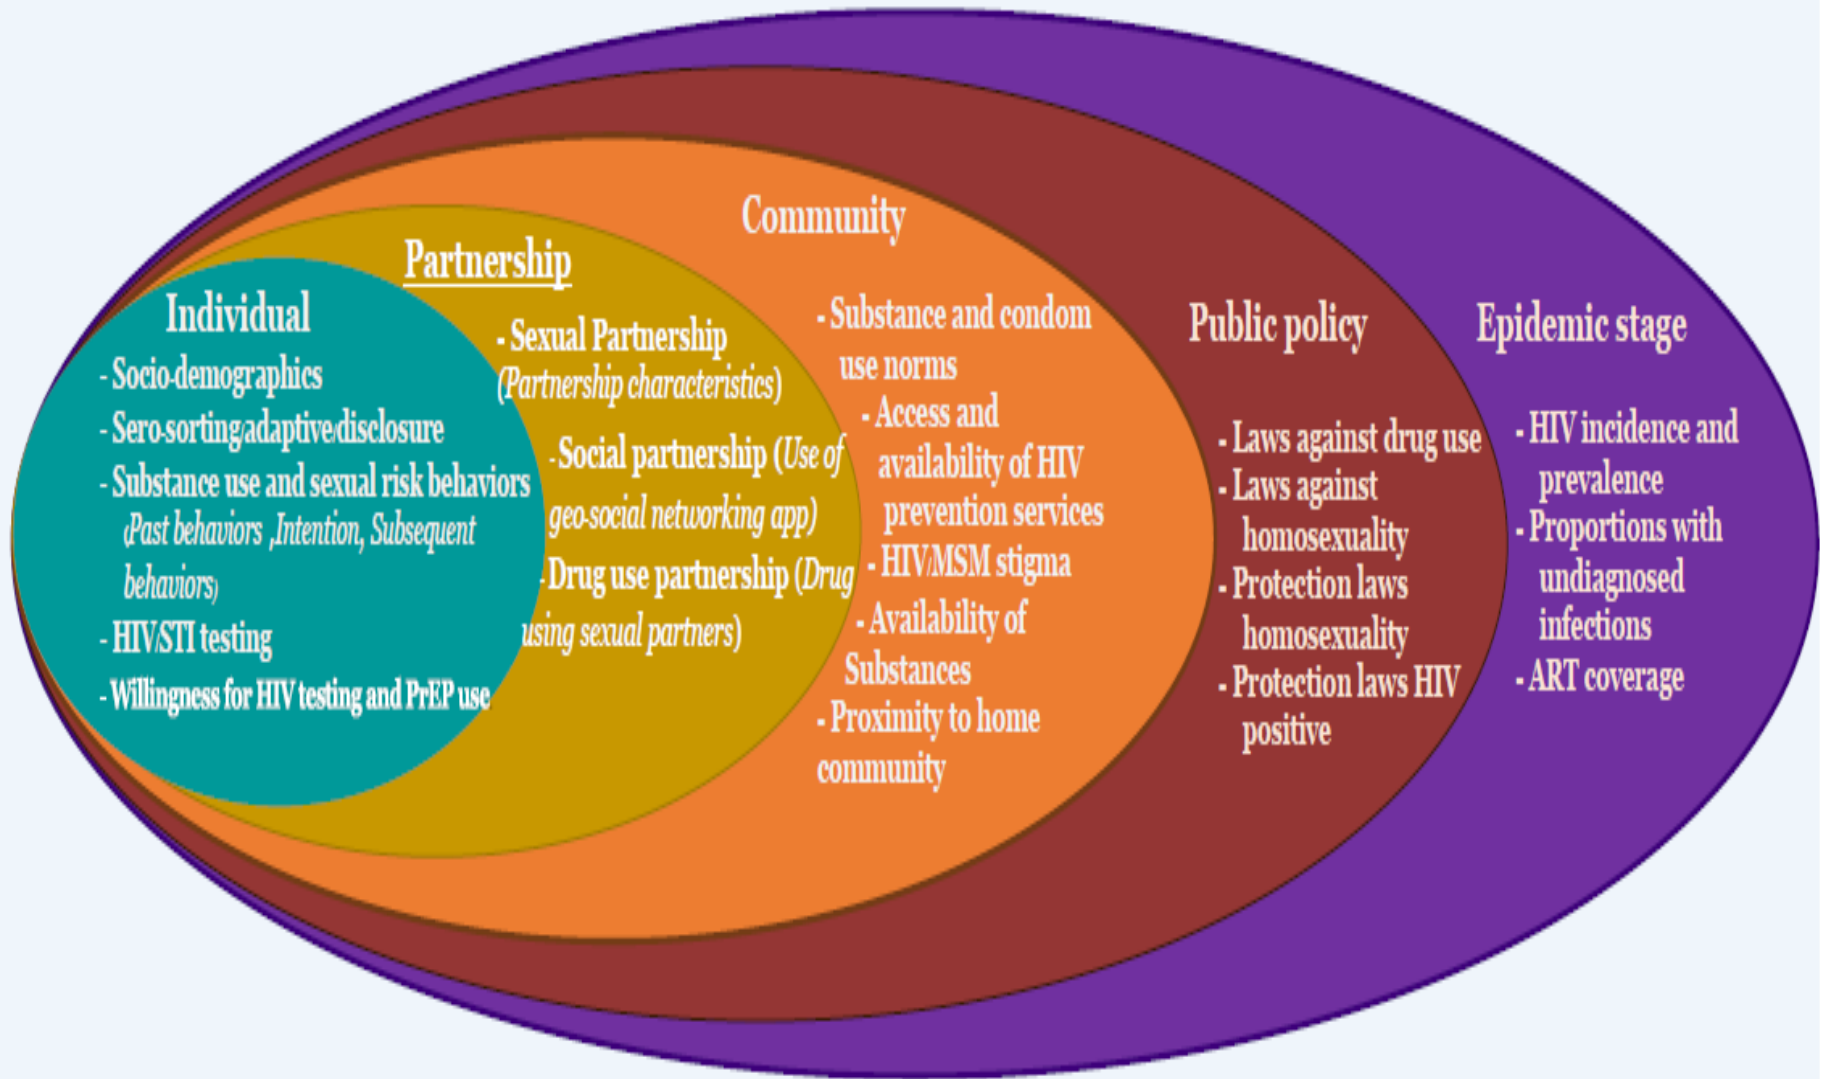 Individual
- Socio-demographics
- Sero-sorting/adaptive/disclosure
- Substance use and sexual risk behaviors
(Past behaviors ,Intention, Subsequent
behaviors)
- HIV/STI testing
- Willingness for HIV testing and PrEP use
Partnership
- Sexual Partnership
(Partnership characteristics)
- Social partnership (Use of
geo-social networking app)
- Drug use partnership (Drug
using sexual partners)
Community
- Substance and condom
use norms
- Access and
availability of HIV
prevention services
- HIV/MSM stigma
- Availability of
Substances
- Proximity to home
community
Public policy
- Laws against drug use
- Laws against
homosexuality
- Protection laws
homosexuality
- Protection laws HIV
positive
Epidemic stage
- HIV incidence and
prevalence
- Proportions with
undiagnosed
infections
- ART coverage